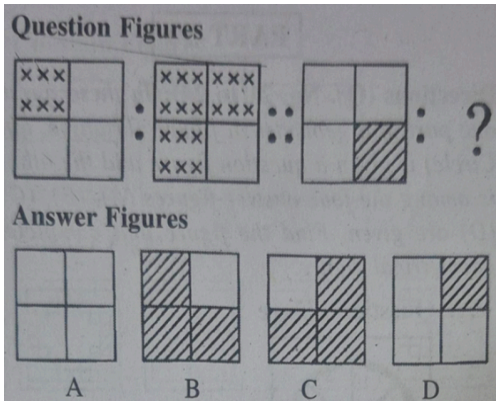 Question Figures
××× ××× ×××
××× ××× ×××
: :: : ?
×××
×××
Answer Figures
A B C D